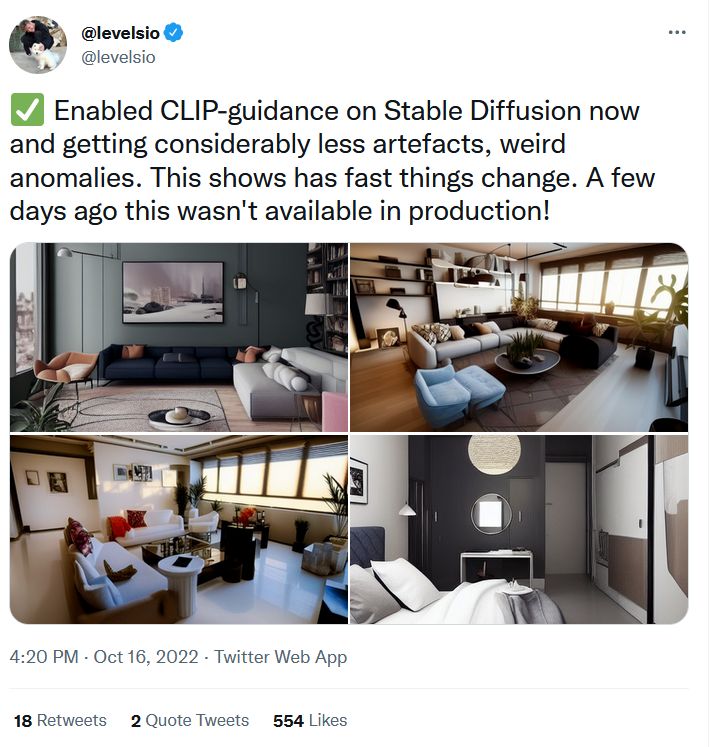 @levelsio
@levelsio
✅ Enabled CLIP-guidance on Stable Diffusion now
and getting considerably less artefacts, weird
anomalies. This shows has fast things change. A few
days ago this wasn't available in production!
4:20 PM · Oct 16, 2022 · Twitter Web App
18 Retweets 2 Quote Tweets 554 Likes